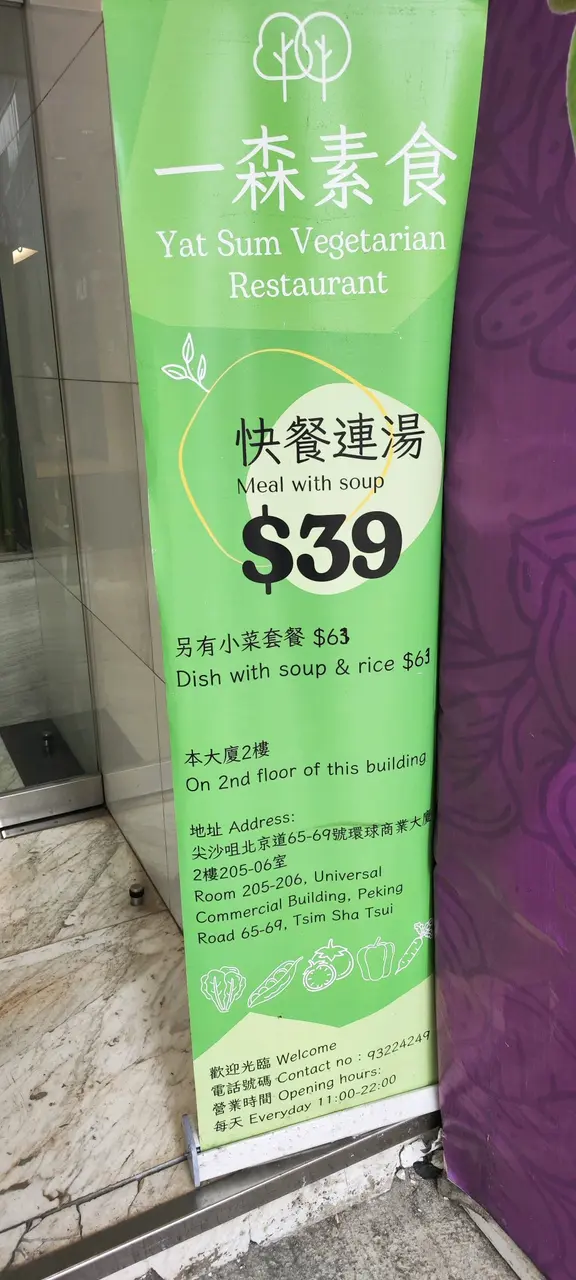 一森素食
Yat Sum Vegetarian
Restaurant
快餐連湯
Meal with soup
$39
另有小菜套餐 $63
Dish with soup & rice $63
本大廈2樓
On 2nd floor of this building
地址 Address:
尖沙咀北京道65-69號環球商業大廈
2樓205-06室
Room 205-206, Universal
Commercial Building, Peking
Road 65-69, Tsim Sha Tsui
歡迎光臨 Welcome
電話號碼 Contact no : 93224249
營業時間 Opening hours:
每天 Everyday 11:00-22:00